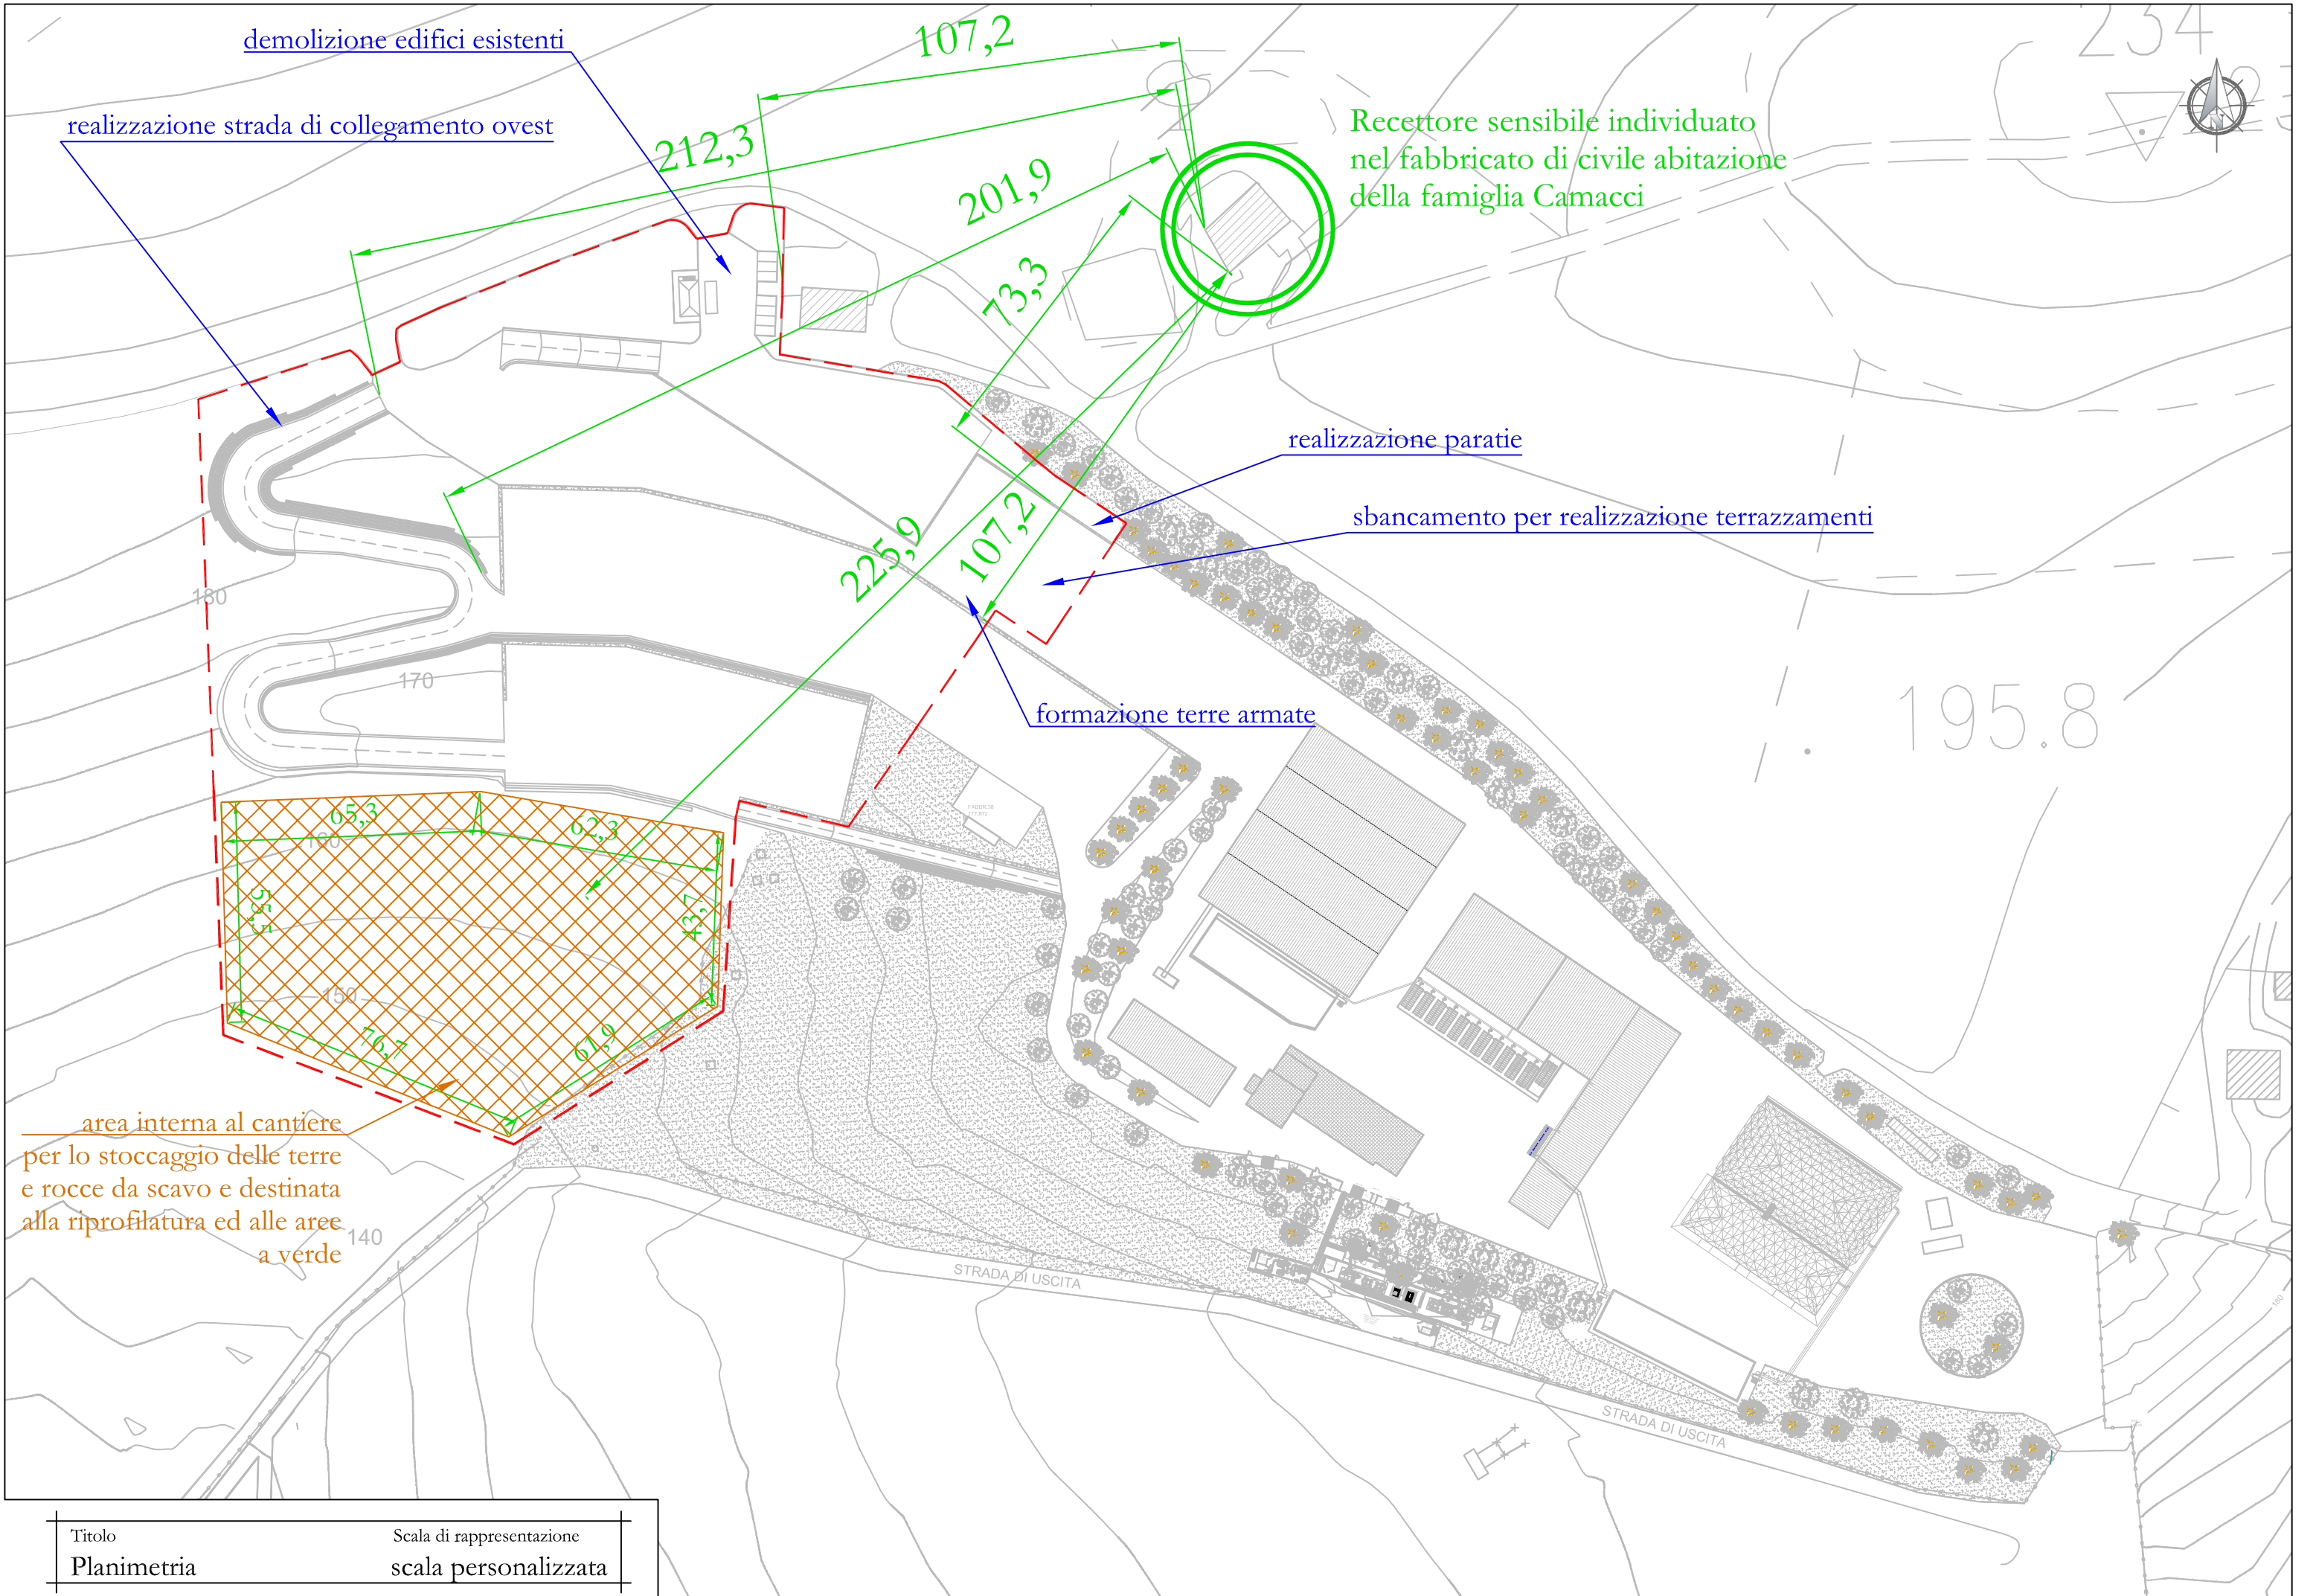 demolizione edifici esistenti
107,2
234
N
realizzazione strada di collegamento ovest
212,3
201,9
Recettore sensibile individuato
nel fabbricato di civile abitazione
della famiglia Camacci
73,3
realizzazione paratie
sbancamento per realizzazione terrazzamenti
225,9
107,2
180
170
formazione terre armate
195.8
65,3
62,3
160
55,5
43,7
150
76,7
61,9
area interna al cantiere
per lo stoccaggio delle terre
e rocce da scavo e destinata
alla riprofilatura ed alle aree
a verde
140
STRADA DI USCITA
STRADA DI USCITA
180
Titolo
Scala di rappresentazione
Planimetria
scala personalizzata